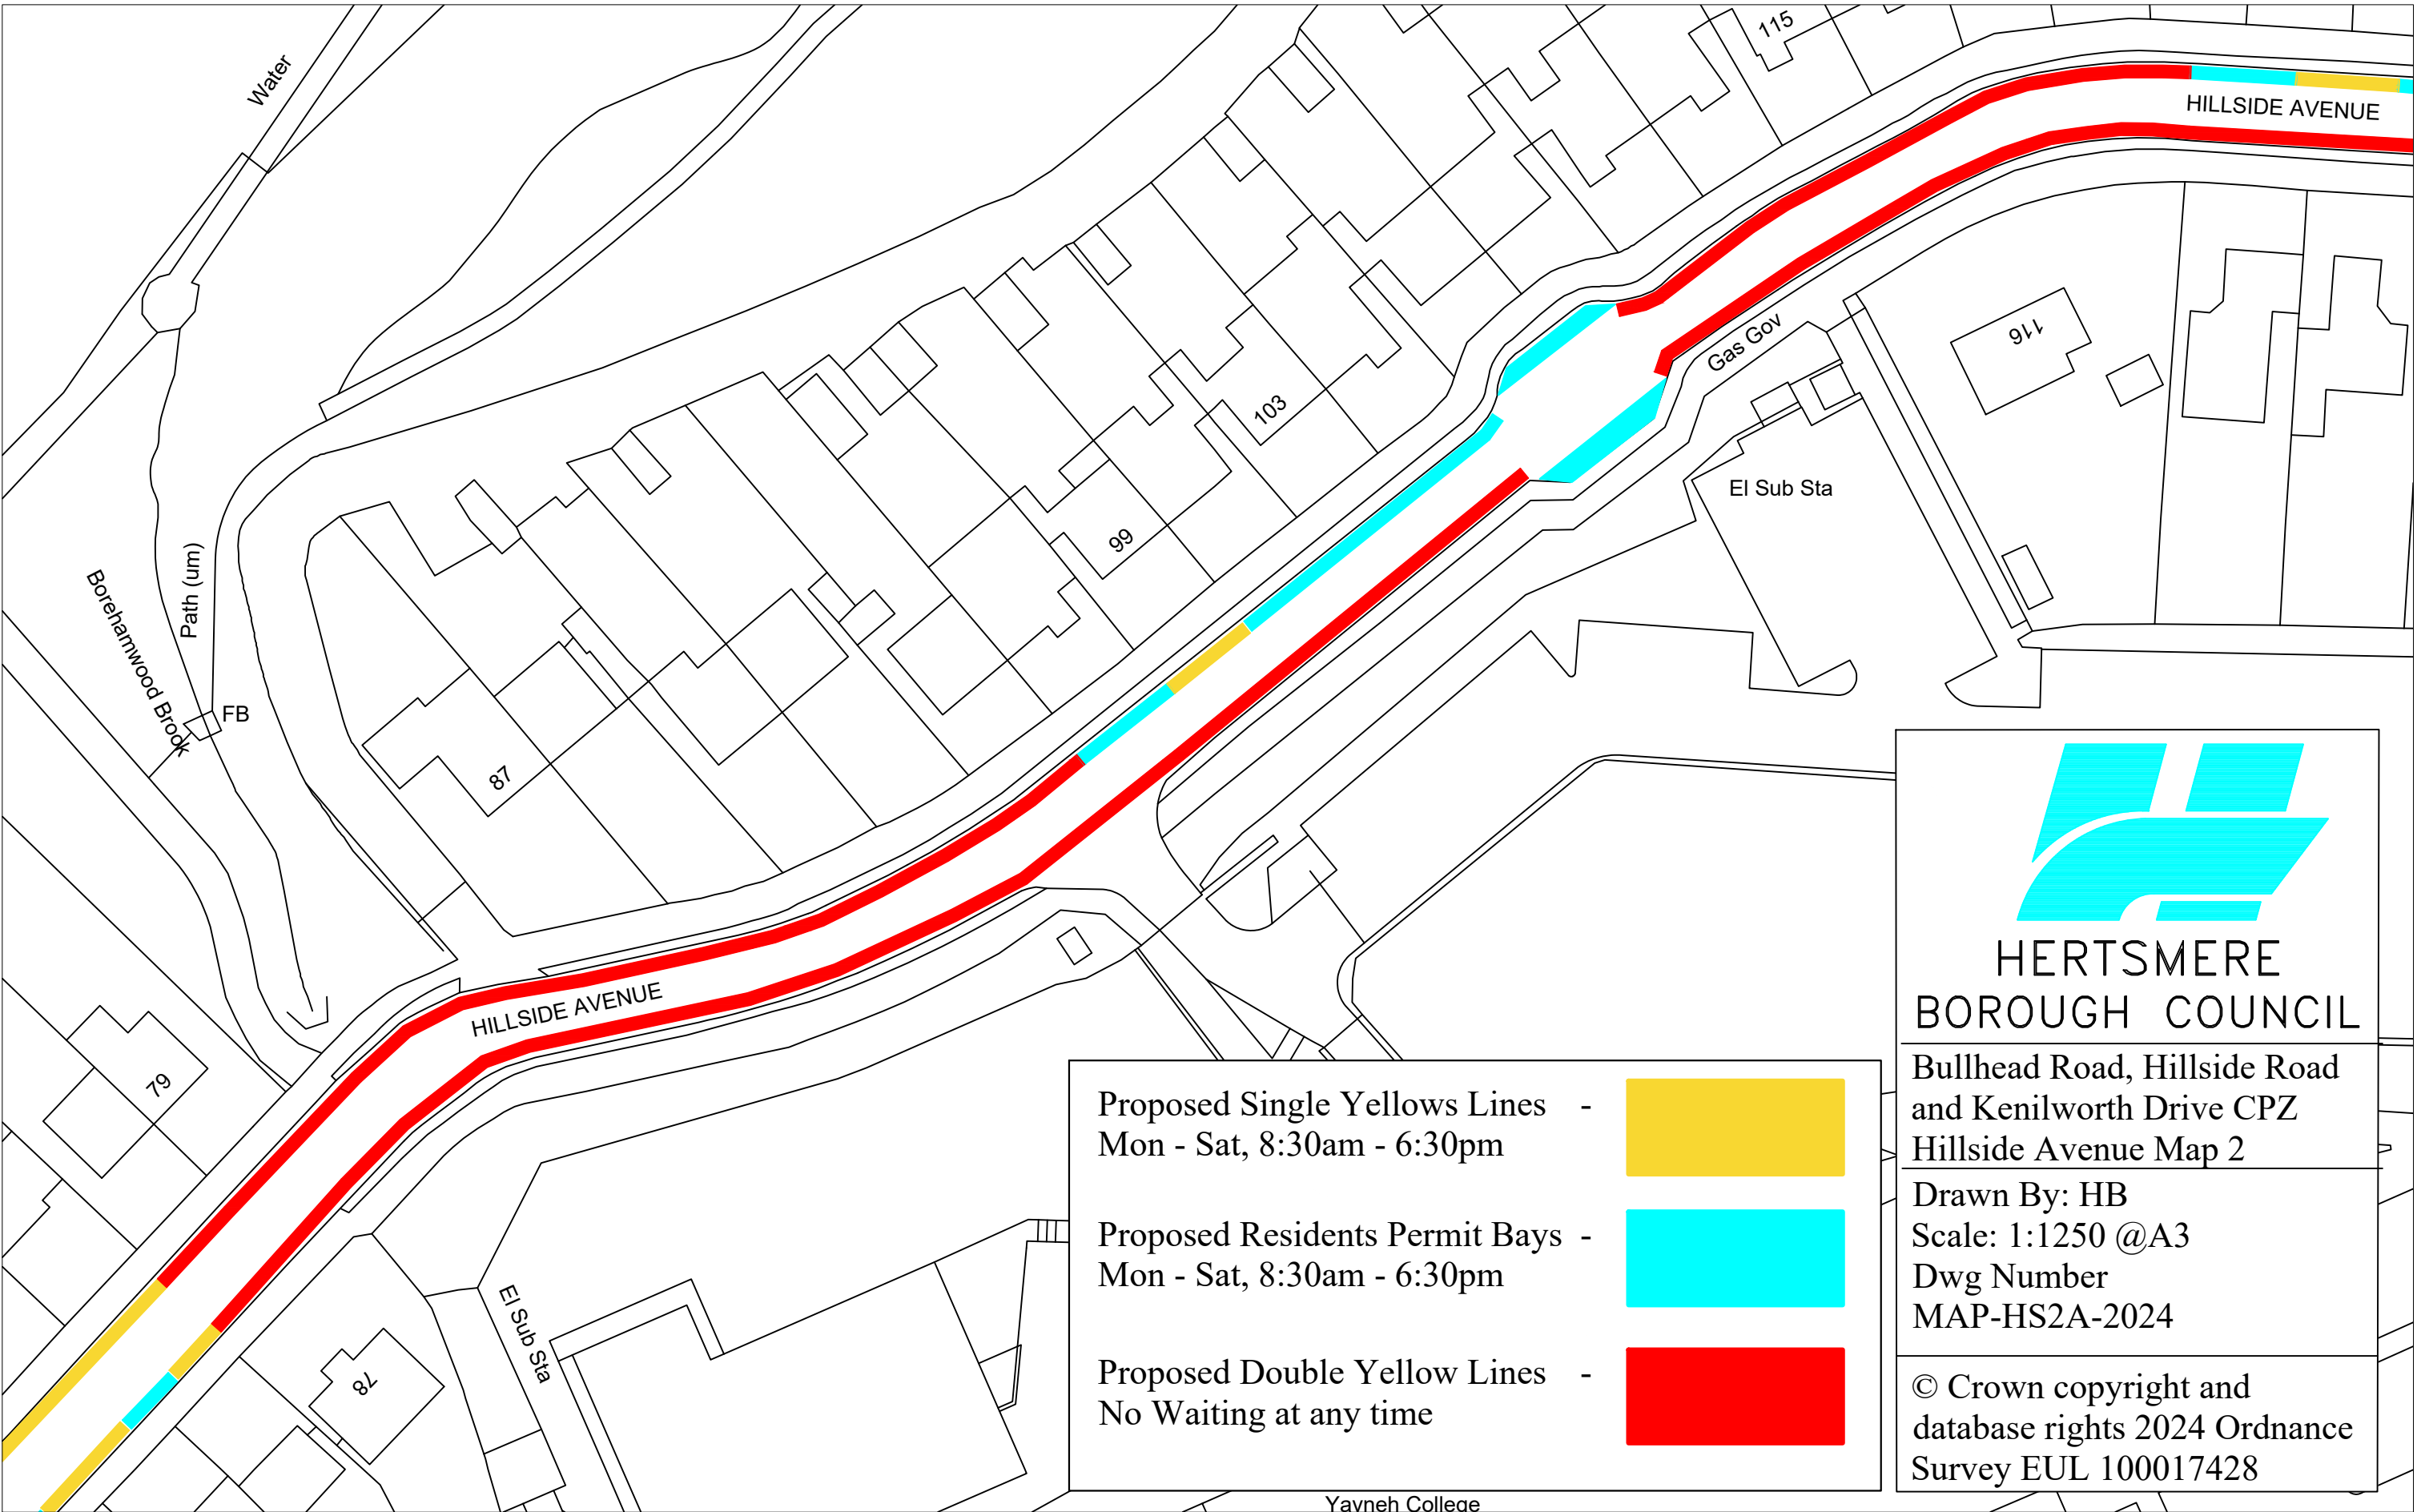 115
Water
HILLSIDE AVENUE
116
Gas Gov
103
El Sub Sta
99
Path (um)
Borehamwood Brook
FB
87
HILLSIDE AVENUE
79
78
El Sub Sta
Yavneh College
Proposed Single Yellows Lines -
Mon - Sat, 8:30am - 6:30pm
Proposed Residents Permit Bays -
Mon - Sat, 8:30am - 6:30pm
Proposed Double Yellow Lines -
No Waiting at any time
HERTSMERE
BOROUGH COUNCIL
Bullhead Road, Hillside Road
and Kenilworth Drive CPZ
Hillside Avenue Map 2
Drawn By: HB
Scale: 1:1250 @A3
Dwg Number
MAP-HS2A-2024
© Crown copyright and
database rights 2024 Ordnance
Survey EUL 100017428